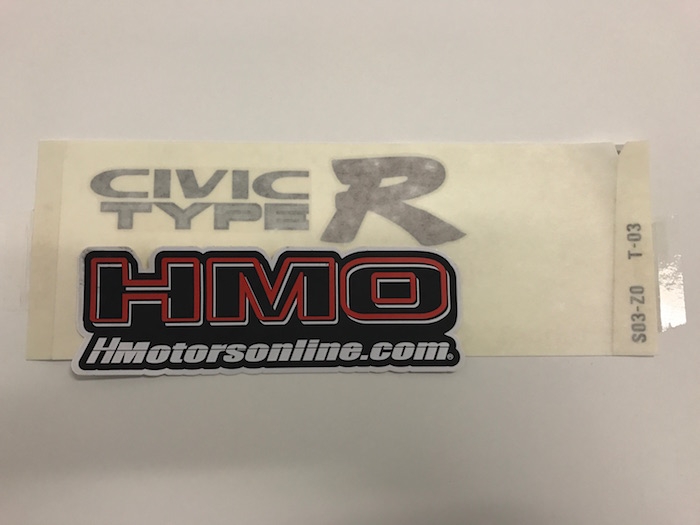 CIVIC
TYPE R
HMO
HMotorsonline.com®
S03-Z0 T-03